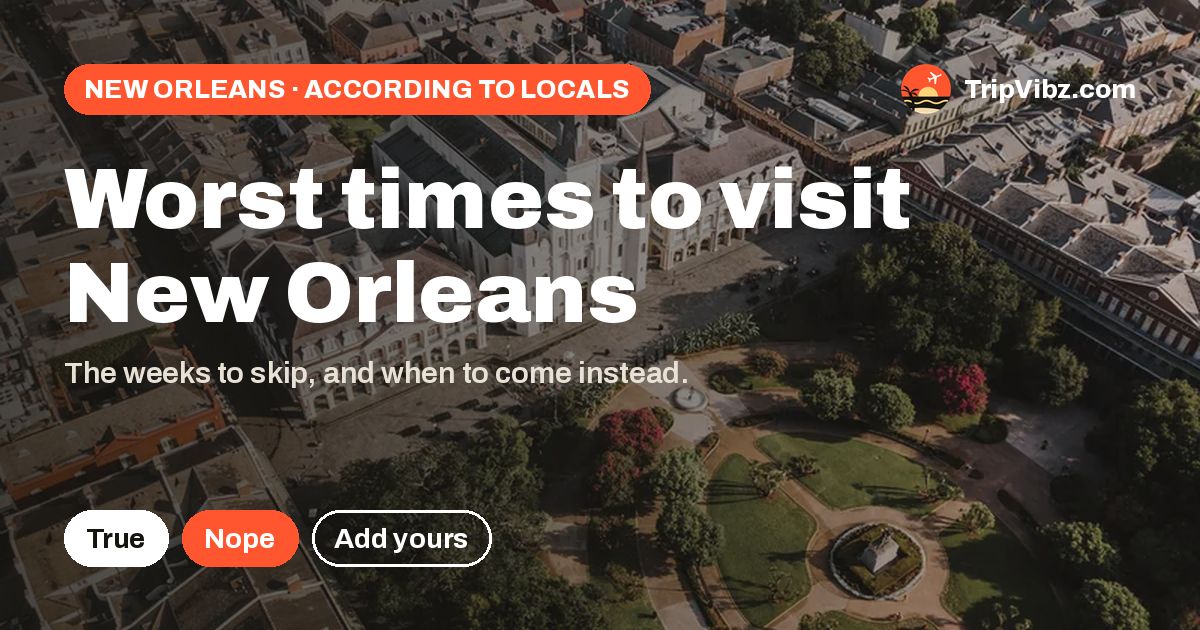 NEW ORLEANS · ACCORDING TO LOCALS
TripVibz.com
Worst times to visit
New Orleans
The weeks to skip, and when to come instead.
True
Nope
Add yours